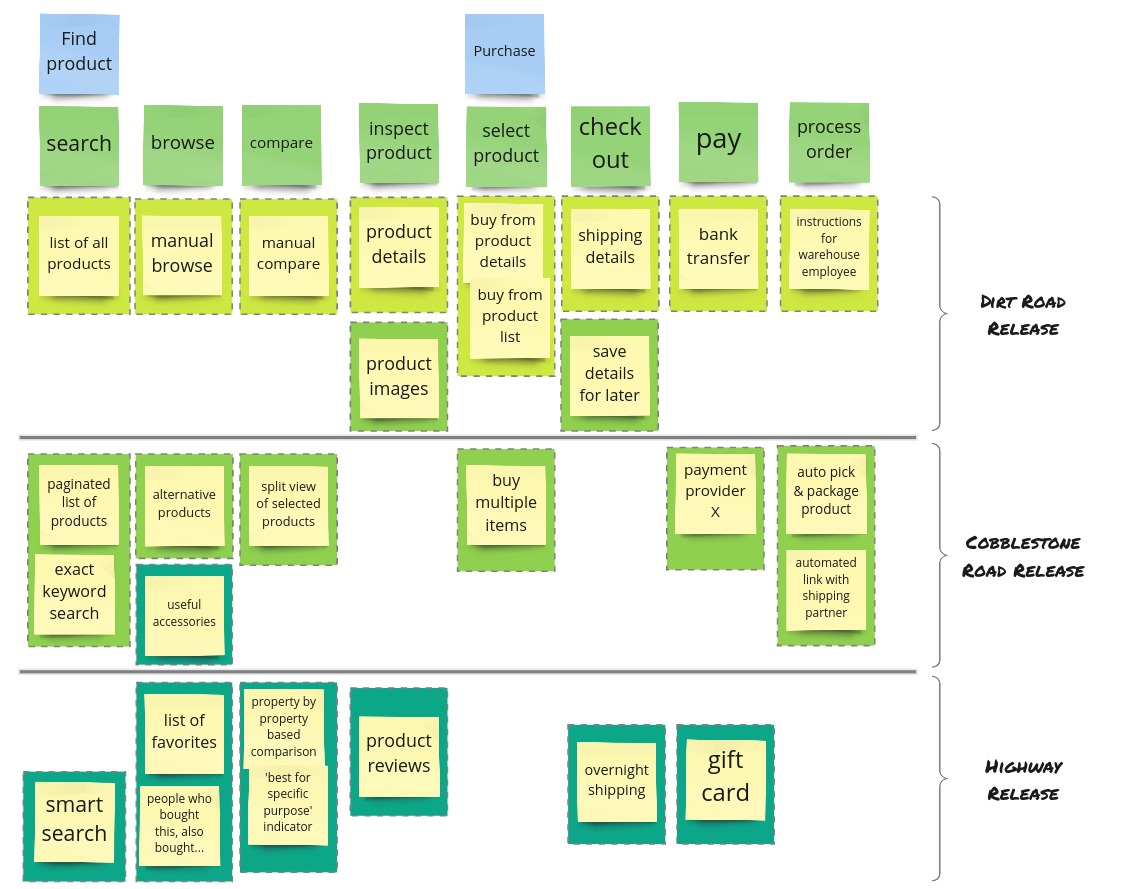 Find
product
Purchase
search
browse
compare
inspect
product
select
product
check
out
pay
process
order
list of all
products
manual
browse
manual
compare
product
details
buy from
product
details
buy from
product
list
shipping
details
bank
transfer
instructions
for
warehouse
employee
product
images
save
details
for later
Dirt Road
Release
paginated
list of
products
exact
keyword
search
alternative
products
useful
accessories
split view
of selected
products
buy
multiple
items
payment
provider
X
auto pick
& package
product
automated
link with
shipping
partner
Cobblestone
Road Release
smart
search
list of
favorites
people who
bought
this, also
bought...
property by
property
based
comparison
'best for
specific
purpose'
indicator
product
reviews
overnight
shipping
gift
card
Highway
Release